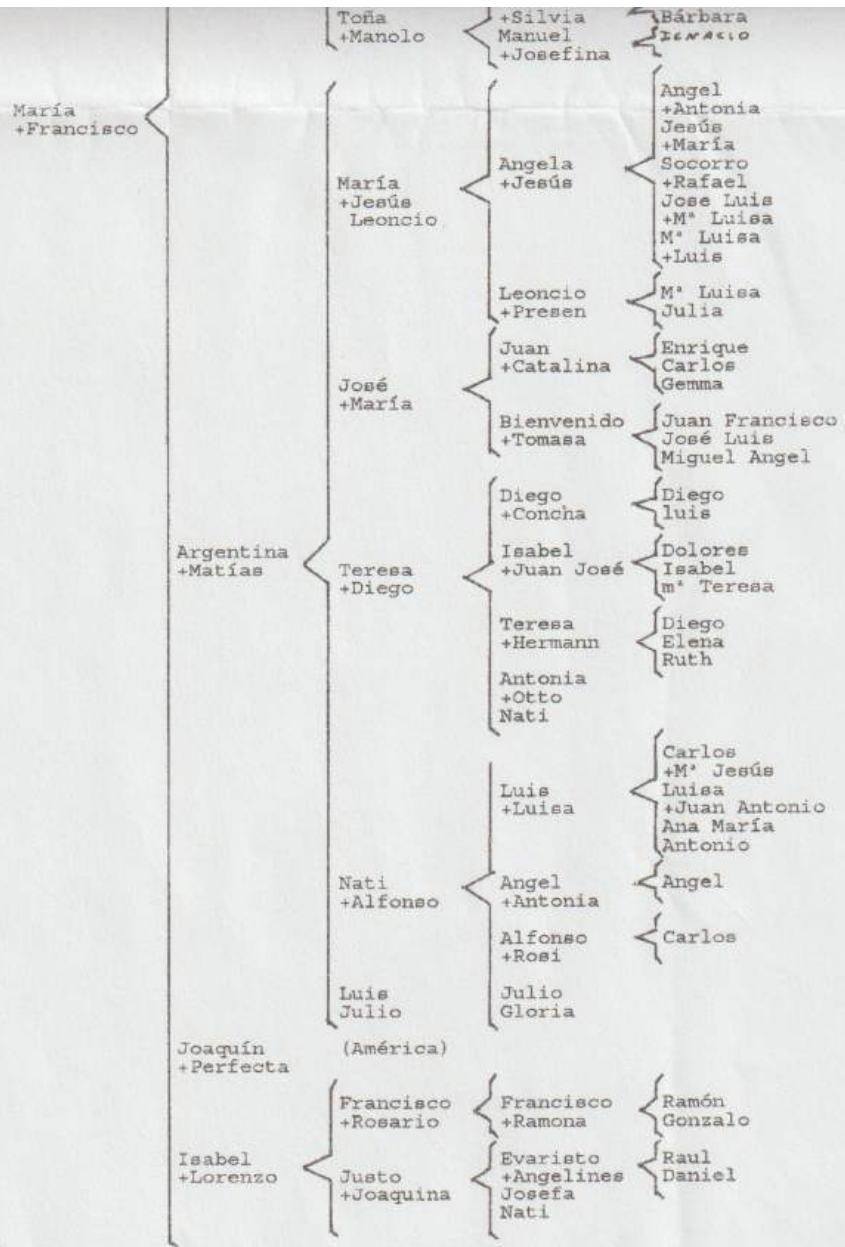 Toña
+Manolo
+Silvia
Manuel
+Josefina
Bárbara
IGNACIO
María
+Francisco
María
+Jesús
Leoncio
Angela
+Jesús
Angel
+Antonia
Jesús
+María
Socorro
+Rafael
Jose Luis
+Mª Luisa
Mª Luisa
+Luis
Leoncio
+Presen
Mª Luisa
Julia
José
+María
Juan
+Catalina
Enrique
Carlos
Gemma
Bienvenido
+Tomasa
Juan Francisco
José Luis
Miguel Angel
Argentina
+Matías
Teresa
+Diego
Diego
+Concha
Diego
luis
Isabel
+Juan José
Dolores
Isabel
mª Teresa
Teresa
+Hermann
Diego
Elena
Ruth
Antonia
+Otto
Nati
Nati
+Alfonso
Luis
+Luisa
Carlos
+Mª Jesús
Luisa
+Juan Antonio
Ana María
Antonio
Angel
+Antonia
Angel
Alfonso
+Rosi
Carlos
Luis
Julio
Julio
Gloria
Joaquín
+Perfecta
(América)
Isabel
+Lorenzo
Francisco
+Rosario
Francisco
+Ramona
Ramón
Gonzalo
Justo
+Joaquina
Evaristo
+Angelines
Josefa
Nati
Raul
Daniel